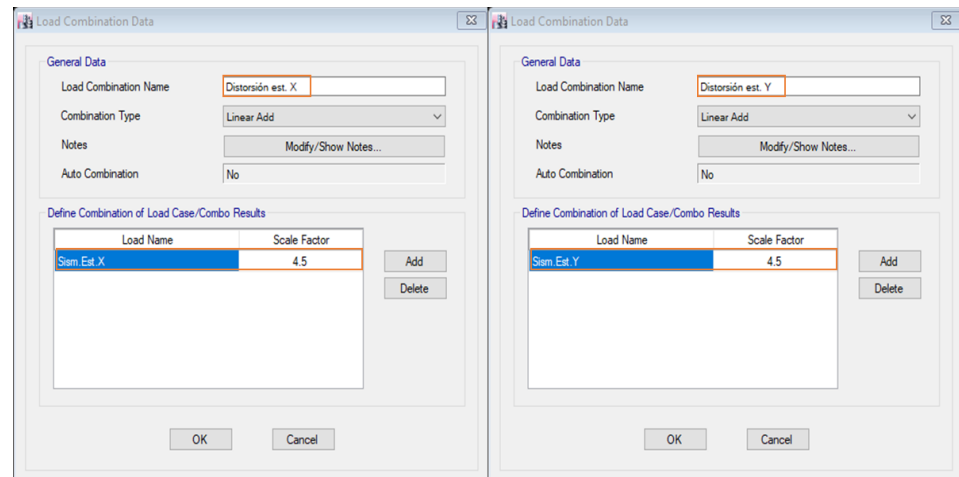 Load Combination Data
General Data
Load Combination Name Distorsión est. X
Combination Type Linear Add
Notes Modify/Show Notes...
Auto Combination No
Define Combination of Load Case/Combo Results
Load Name Scale Factor
Sism.Est.X 4.5
Add
Delete
OK Cancel
Load Combination Data
General Data
Load Combination Name Distorsión est. Y
Combination Type Linear Add
Notes Modify/Show Notes...
Auto Combination No
Define Combination of Load Case/Combo Results
Load Name Scale Factor
Sism.Est.Y 4.5
Add
Delete
OK Cancel